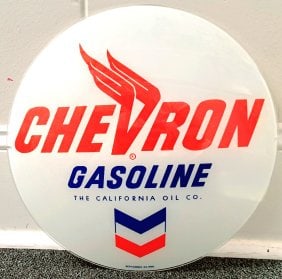 CHEVRON
®
GASOLINE
THE CALIFORNIA OIL CO.